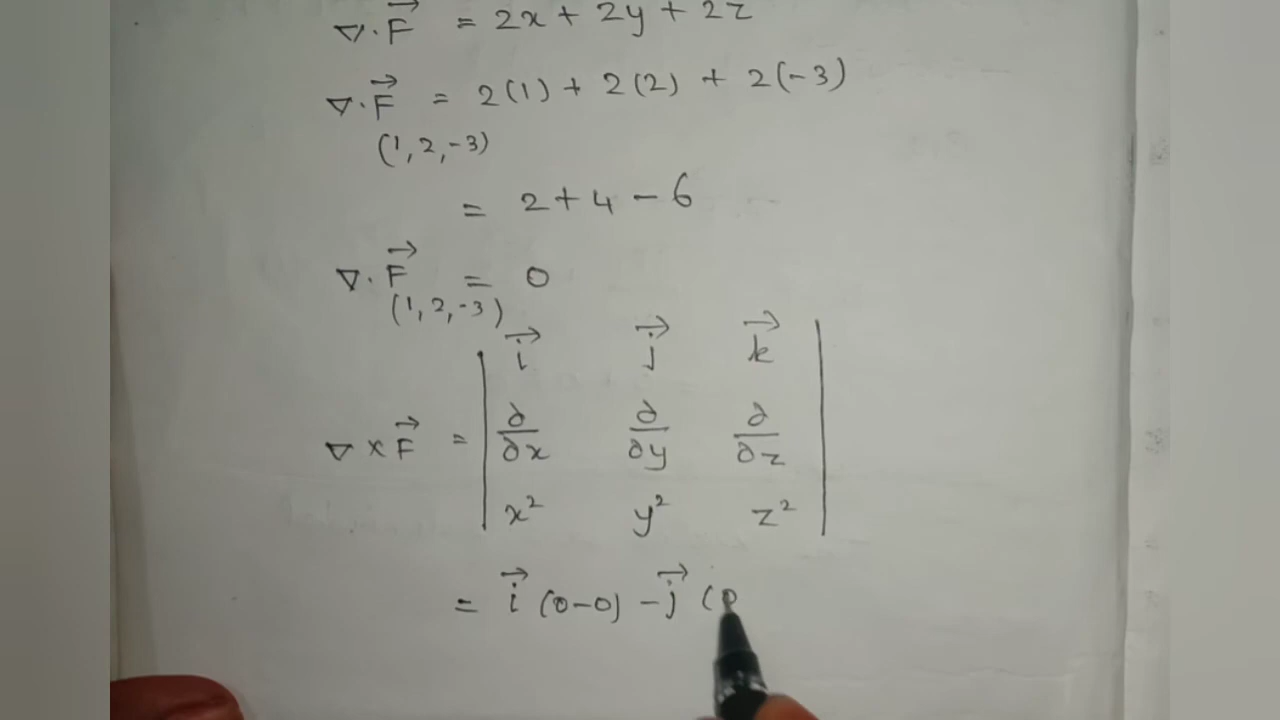 ∇·F⃗ = 2x + 2y + 2z
∇·F⃗ = 2(1) + 2(2) + 2(-3)
(1, 2, -3)
= 2 + 4 - 6
∇·F⃗ = 0
(1, 2, -3)
| i⃗ j⃗ k⃗ |
∇×F⃗ = | ∂/∂x ∂/∂y ∂/∂z |
| x² y² z² |
= i⃗ (0-0) - j⃗ (0